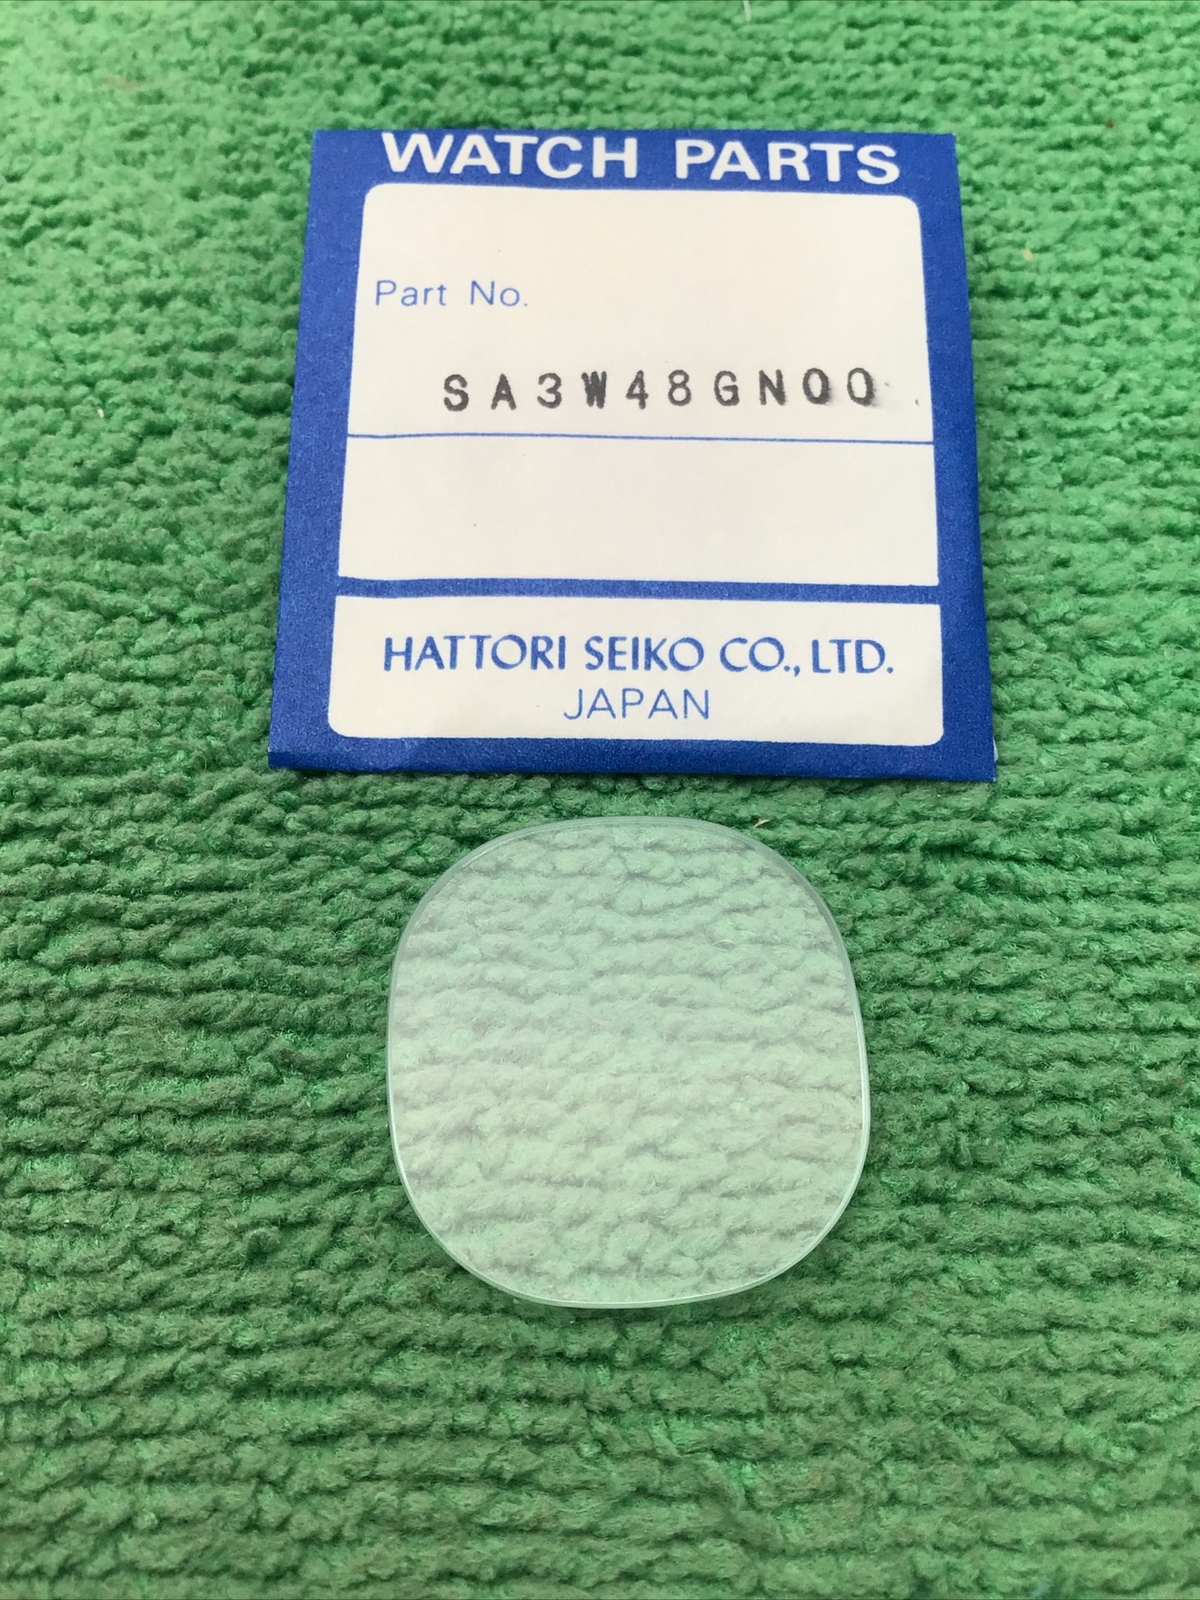 WATCH PARTS
Part No.
SA3W48GN00
HATTORI SEIKO CO., LTD.
JAPAN